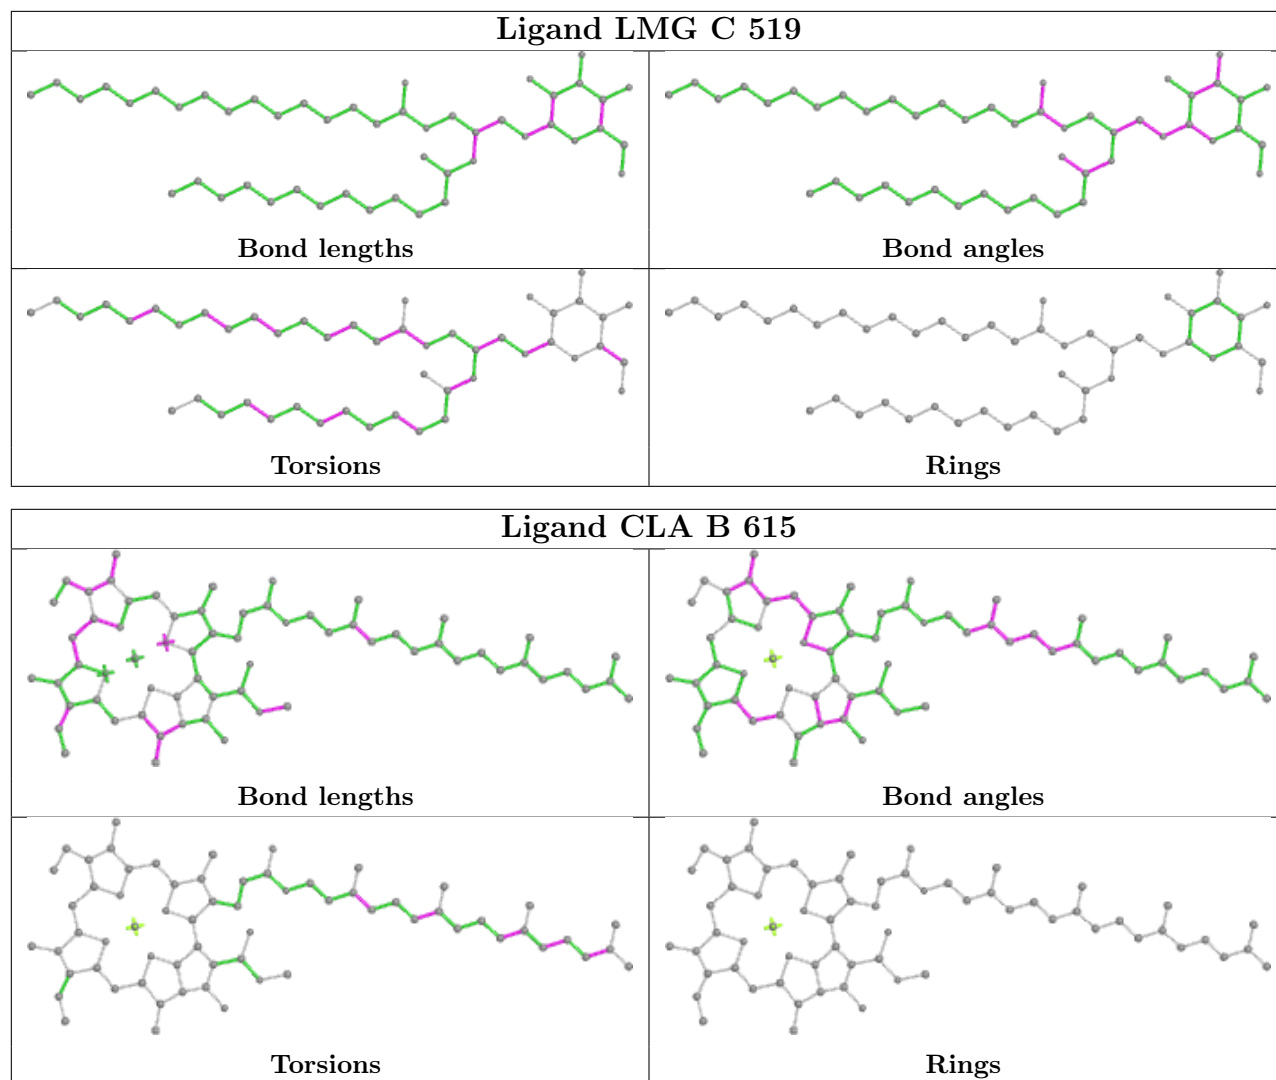 Ligand LMG C 519
Bond lengths
Bond angles
Torsions
Rings
Ligand CLA B 615
Bond lengths
Bond angles
Torsions
Rings